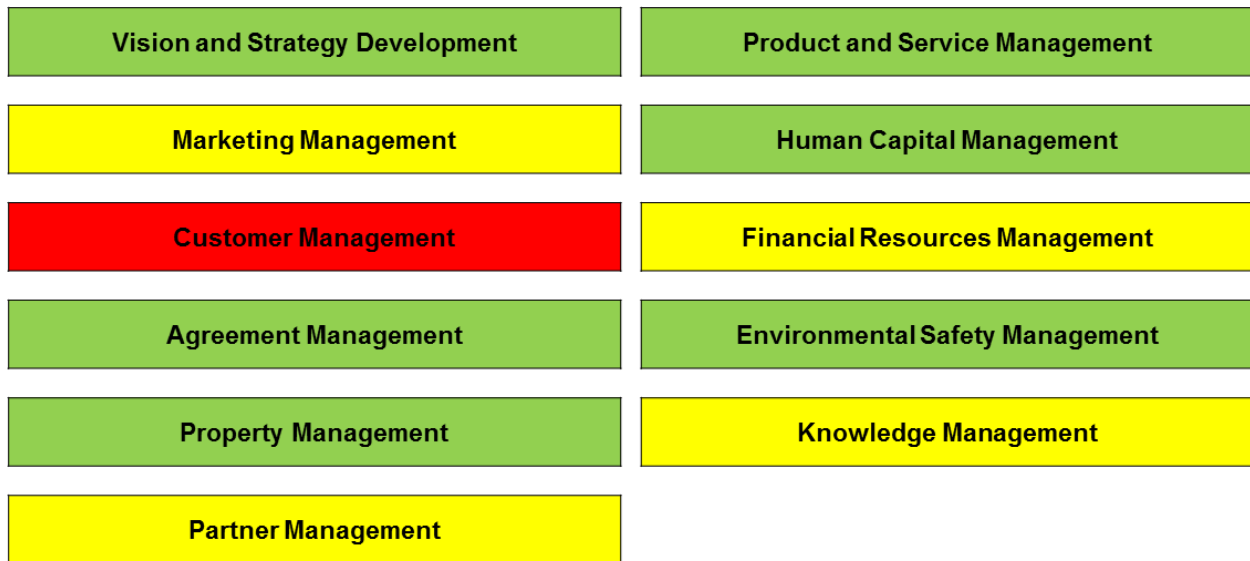 Vision and Strategy Development
Product and Service Management
Marketing Management
Human Capital Management
Customer Management
Financial Resources Management
Agreement Management
Environmental Safety Management
Property Management
Knowledge Management
Partner Management